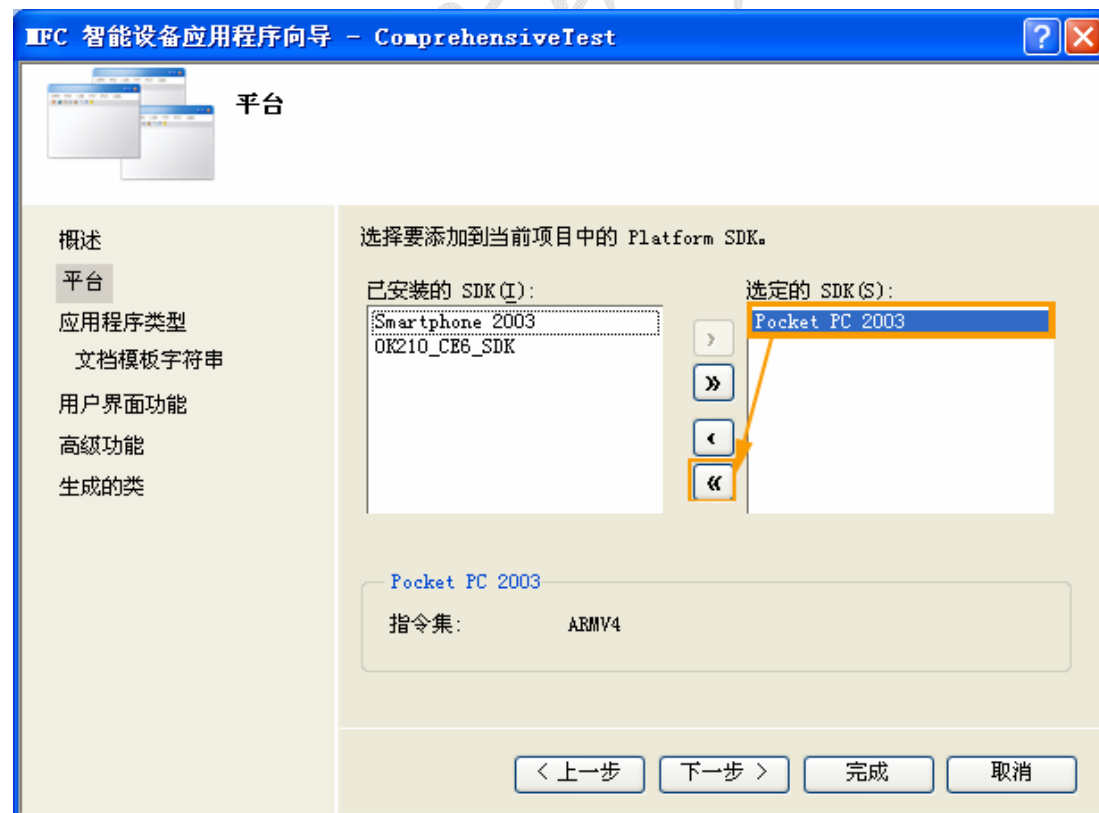 MFC 智能设备应用程序向导 - ComprehensiveTest
平台
概述
平台
应用程序类型
文档模板字符串
用户界面功能
高级功能
生成的类
选择要添加到当前项目中的 Platform SDK。
已安装的 SDK(I):
Smartphone 2003
OK210_CE6_SDK
>
»
<
«
选定的 SDK(S):
Pocket PC 2003
Pocket PC 2003
指令集: ARMV4
< 上一步 下一步 > 完成 取消